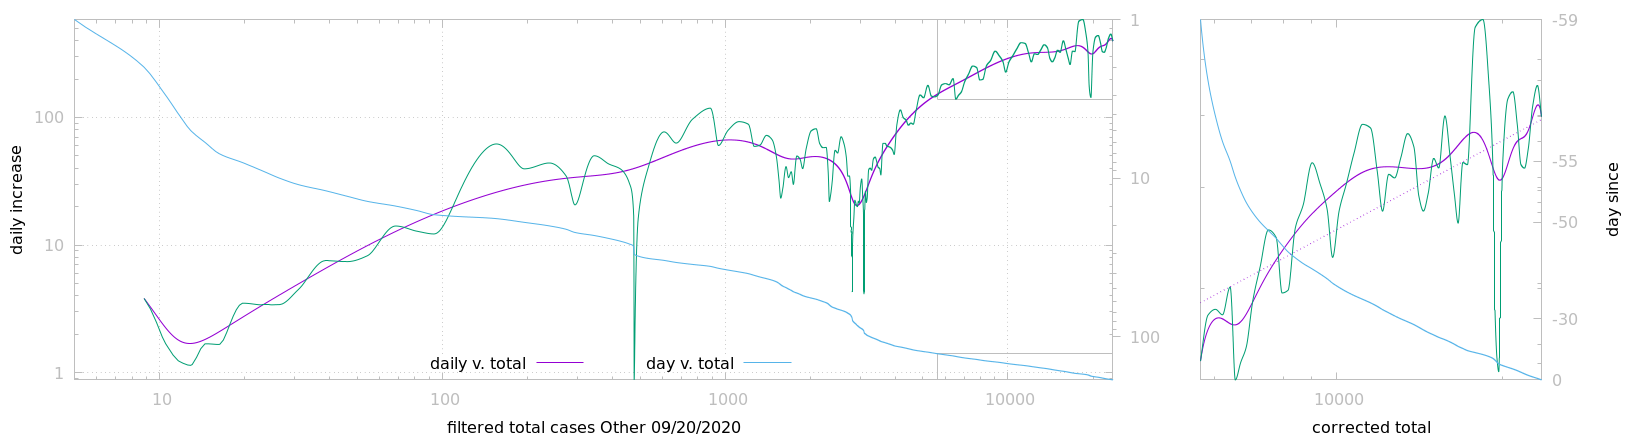 daily increase
100
10
1
10
100
1000
10000
daily v. total
day v. total
1
10
100
filtered total cases Other 09/20/2020
10000
corrected total
-59
-55
-50
-30
0
day since